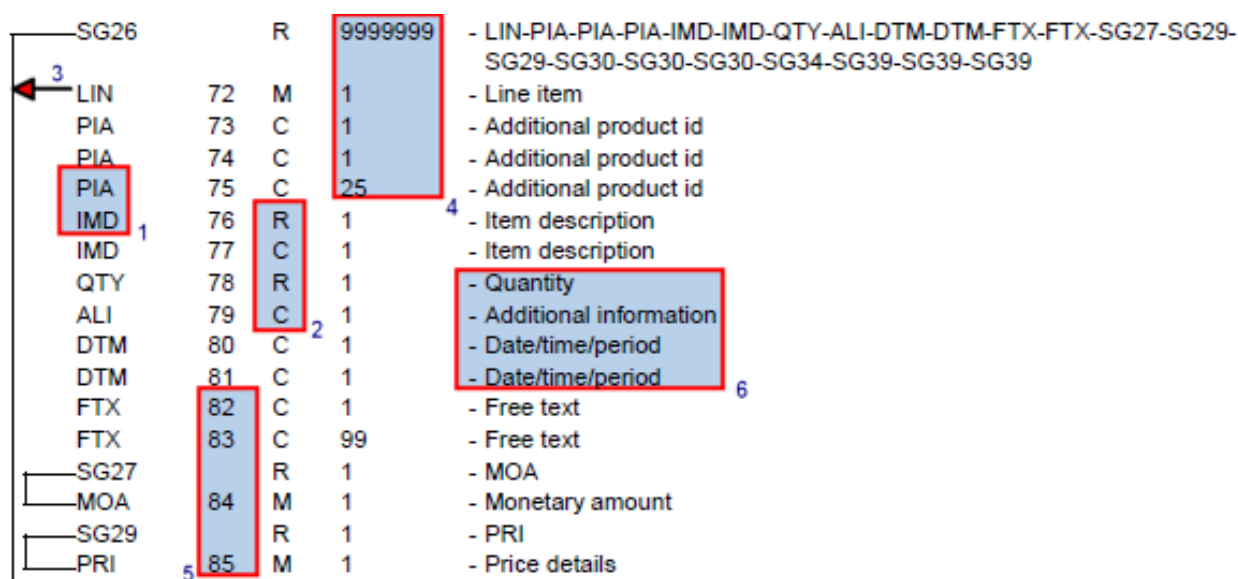 SG26 R 9999999 - LIN-PIA-PIA-PIA-IMD-IMD-QTY-ALI-DTM-DTM-FTX-FTX-SG27-SG29-
SG29-SG30-SG30-SG30-SG34-SG39-SG39-SG39
3
LIN 72 M 1 - Line item
PIA 73 C 1 - Additional product id
PIA 74 C 1 - Additional product id
PIA 75 C 25 - Additional product id
4
IMD 76 R 1 - Item description
1
IMD 77 C 1 - Item description
QTY 78 R 1 - Quantity
ALI 79 C 1 - Additional information
2
DTM 80 C 1 - Date/time/period
DTM 81 C 1 - Date/time/period
6
FTX 82 C 1 - Free text
FTX 83 C 99 - Free text
SG27 R 1 - MOA
MOA 84 M 1 - Monetary amount
SG29 R 1 - PRI
PRI 85 M 1 - Price details
5